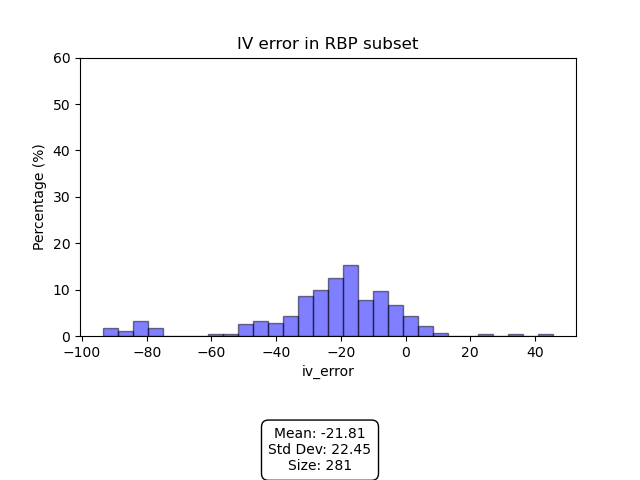 IV error in RBP subset
60
50
40
30
20
10
0
Percentage (%)
−100 −80 −60 −40 −20 0 20 40
iv_error
Mean: -21.81
Std Dev: 22.45
Size: 281